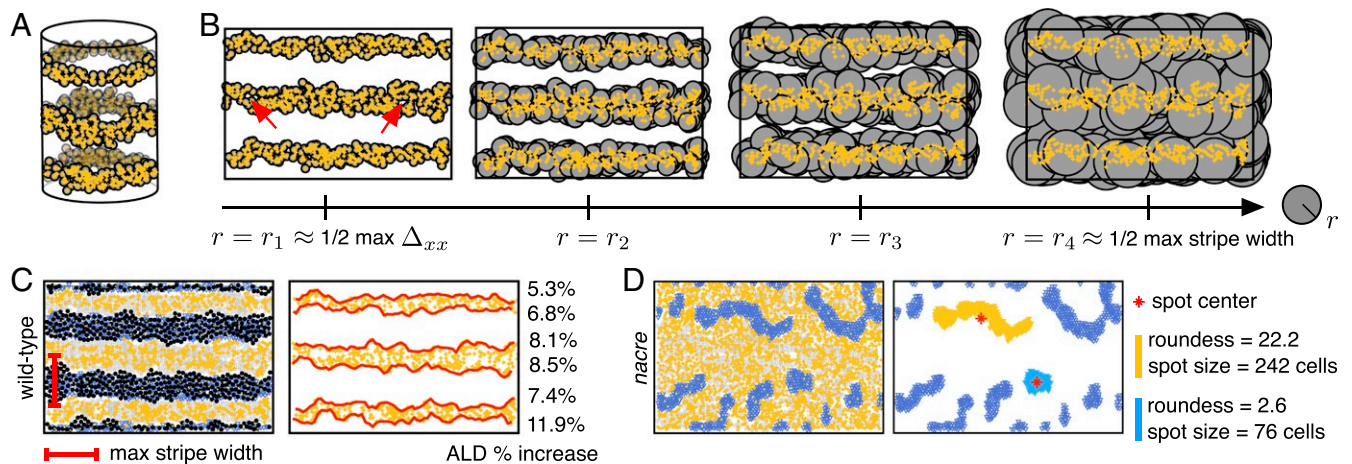 A
B
r = r₁ ≈ 1/2 max Δₓₓ
r = r₂
r = r₃
r = r₄ ≈ 1/2 max stripe width
r
C
wild-type
5.3%
6.8%
8.1%
8.5%
7.4%
11.9%
max stripe width
ALD % increase
D
nacre
spot center
roundess = 22.2
spot size = 242 cells
roundess = 2.6
spot size = 76 cells